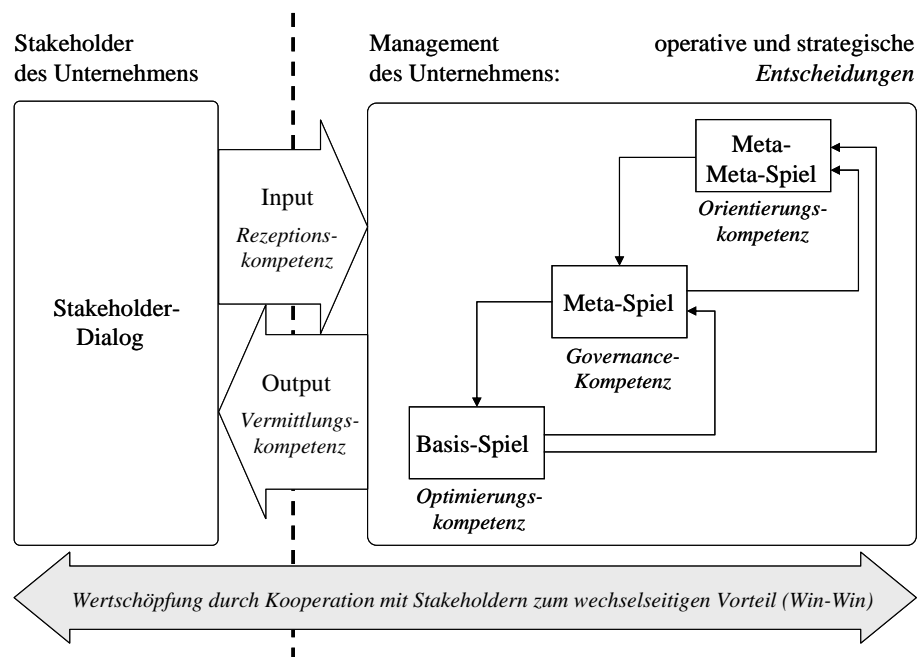 Stakeholder
des Unternehmens
Management
des Unternehmens:
operative und strategische
Entscheidungen
Stakeholder-
Dialog
Input
Rezeptions-
kompetenz
Output
Vermittlungs-
kompetenz
Meta-
Meta-Spiel
Orientierungs-
kompetenz
Meta-Spiel
Governance-
Kompetenz
Basis-Spiel
Optimierungs-
kompetenz
Wertschöpfung durch Kooperation mit Stakeholdern zum wechselseitigen Vorteil (Win-Win)